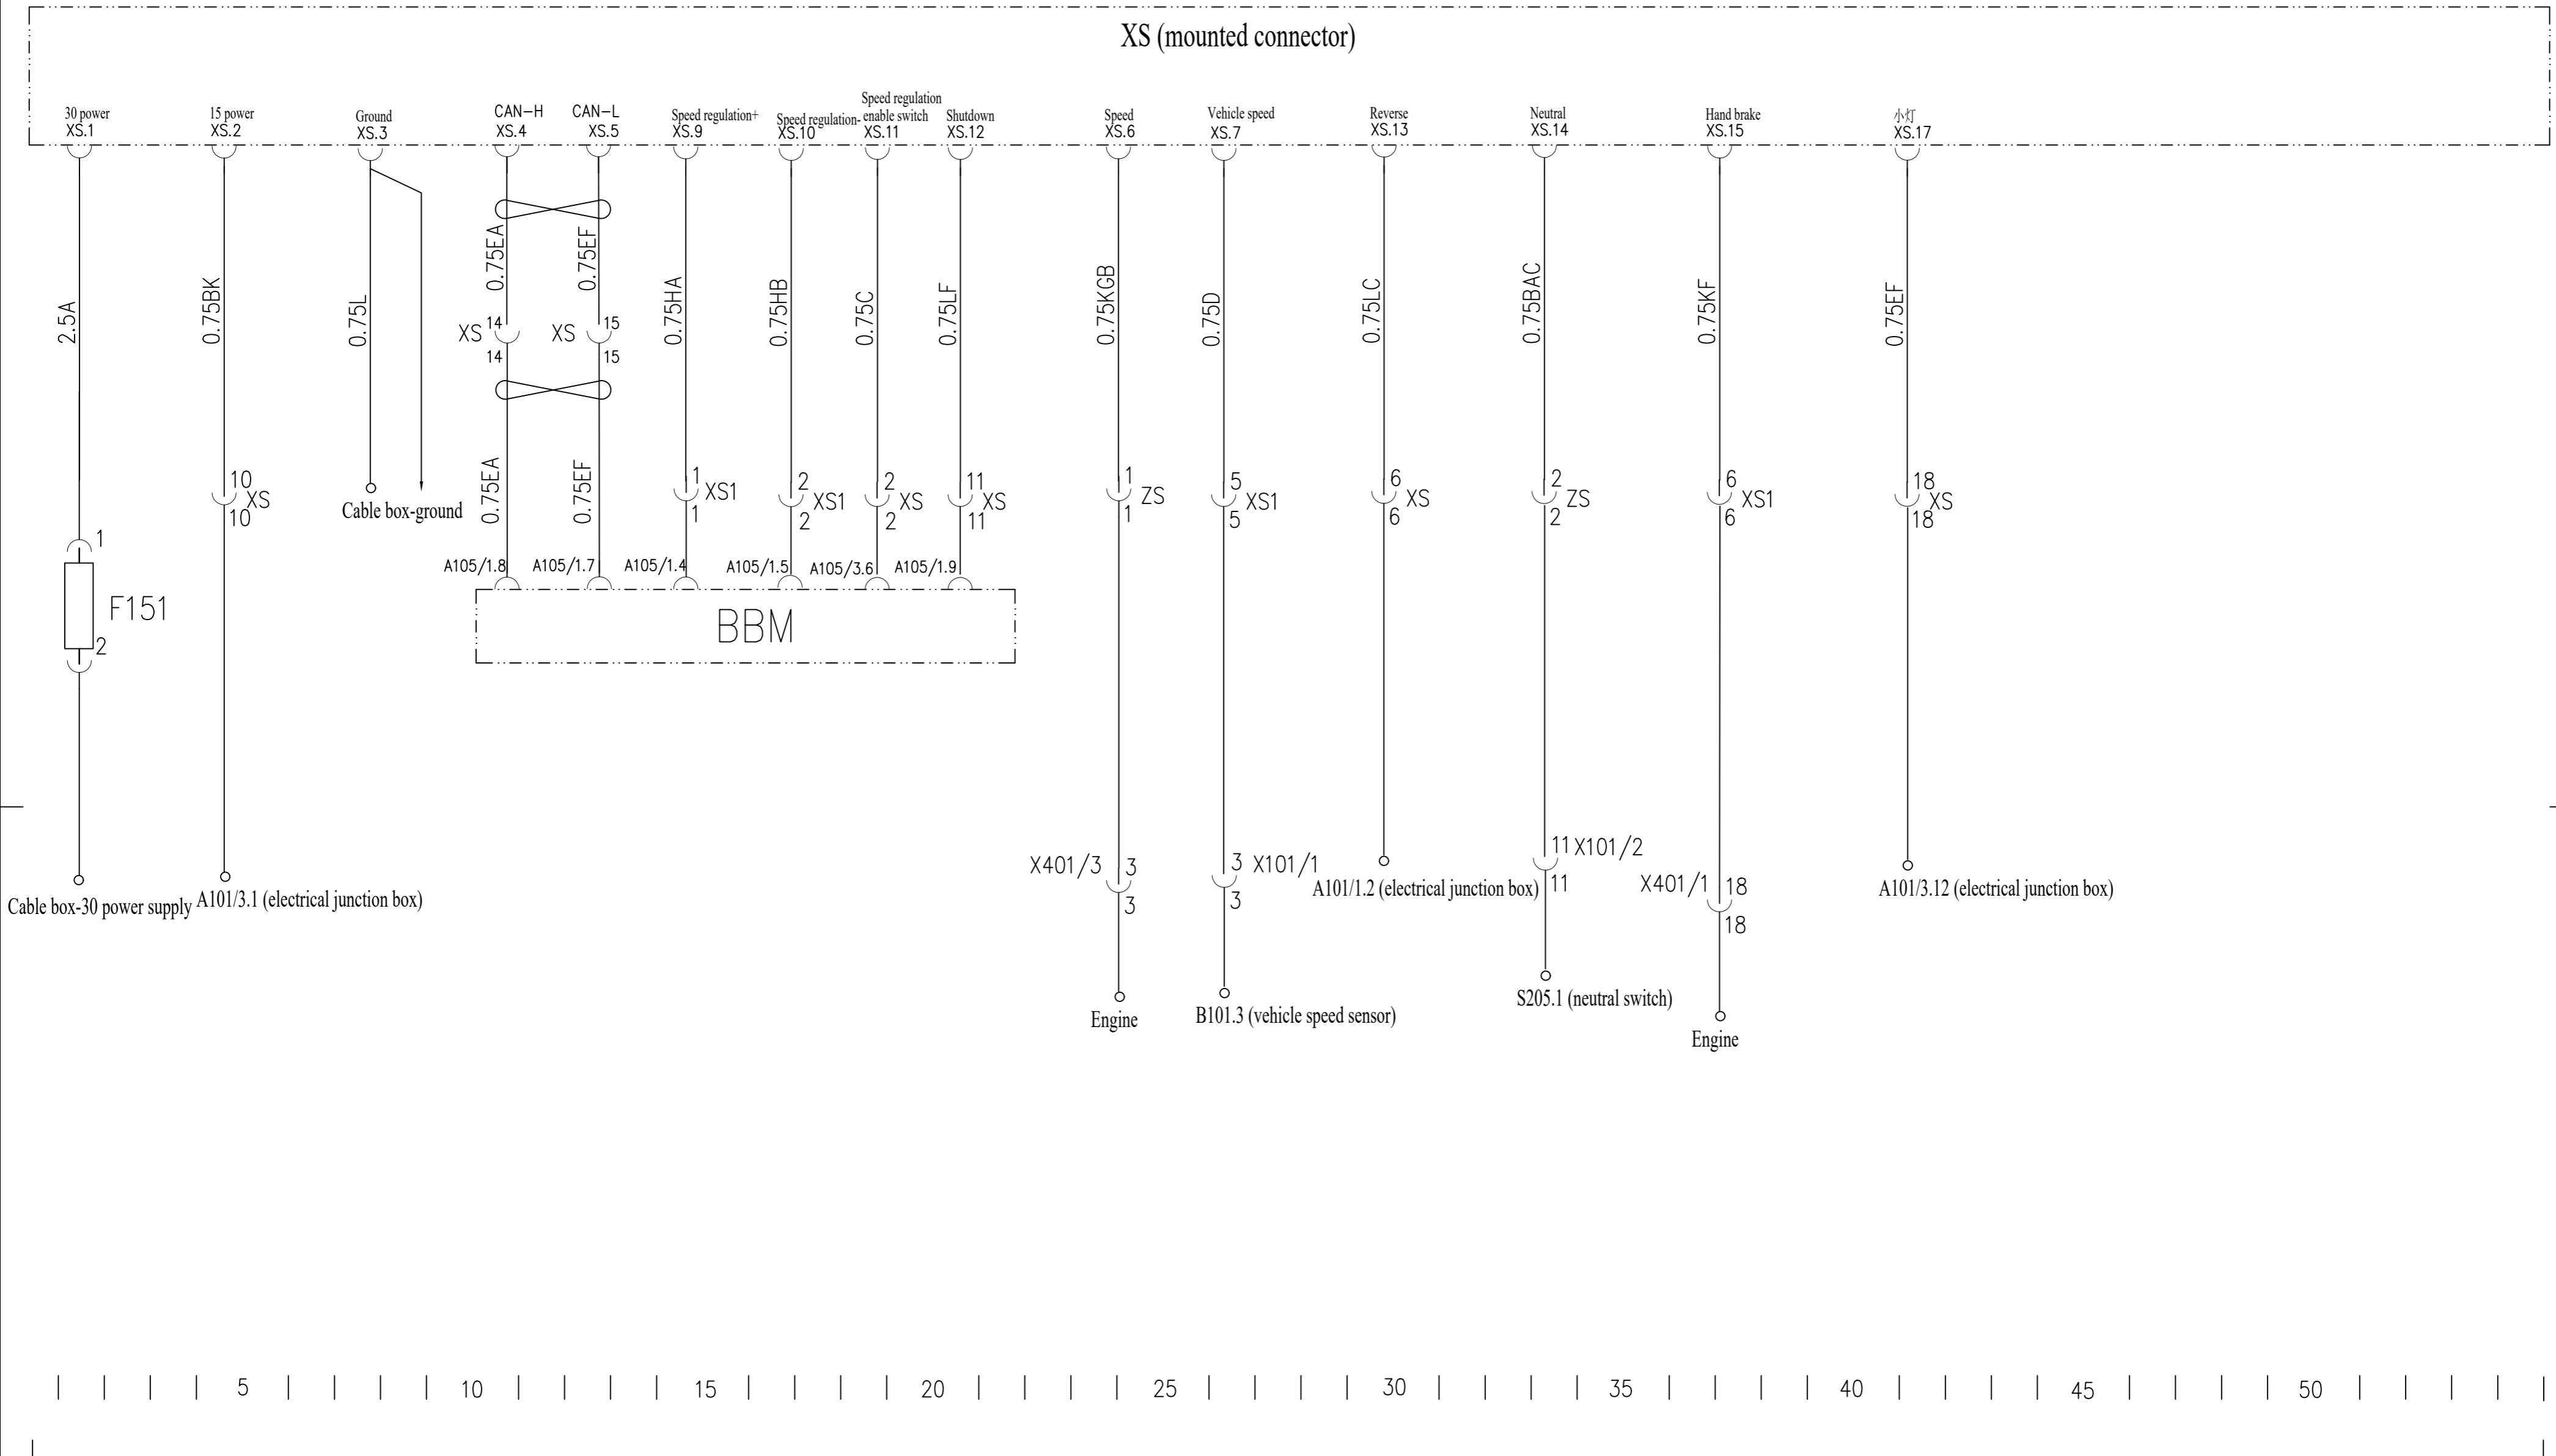 XS (mounted connector)
30 power
XS.1
15 power
XS.2
Ground
XS.3
CAN-H
XS.4
CAN-L
XS.5
Speed regulation+
XS.9
Speed regulation-
XS.10
Speed regulation
enable switch
XS.11
Shutdown
XS.12
Speed
XS.6
Vehicle speed
XS.7
Reverse
XS.13
Neutral
XS.14
Hand brake
XS.15
小灯
XS.17
2.5A
0.75BK
0.75L
0.75EA
0.75EF
0.75HA
0.75HB
0.75C
0.75LF
0.75KGB
0.75D
0.75LC
0.75BAC
0.75KF
0.75EF
XS 14
14
XS 15
15
0.75EA
0.75EF
10
XS
10
Cable box-ground
1
XS1
1
2
XS1
2
2
XS
2
11
XS
11
1
ZS
1
5
XS1
5
6
XS
6
2
ZS
2
6
XS1
6
18
XS
18
1
F151
2
A105/1.8
A105/1.7
A105/1.4
A105/1.5
A105/3.6
A105/1.9
BBM
Cable box-30 power supply
A101/3.1 (electrical junction box)
X401/3 3
3
Engine
3 X101/1
3
B101.3 (vehicle speed sensor)
A101/1.2 (electrical junction box)
11 X101/2
11
S205.1 (neutral switch)
X401/1 18
18
Engine
A101/3.12 (electrical junction box)
5 10 15 20 25 30 35 40 45 50